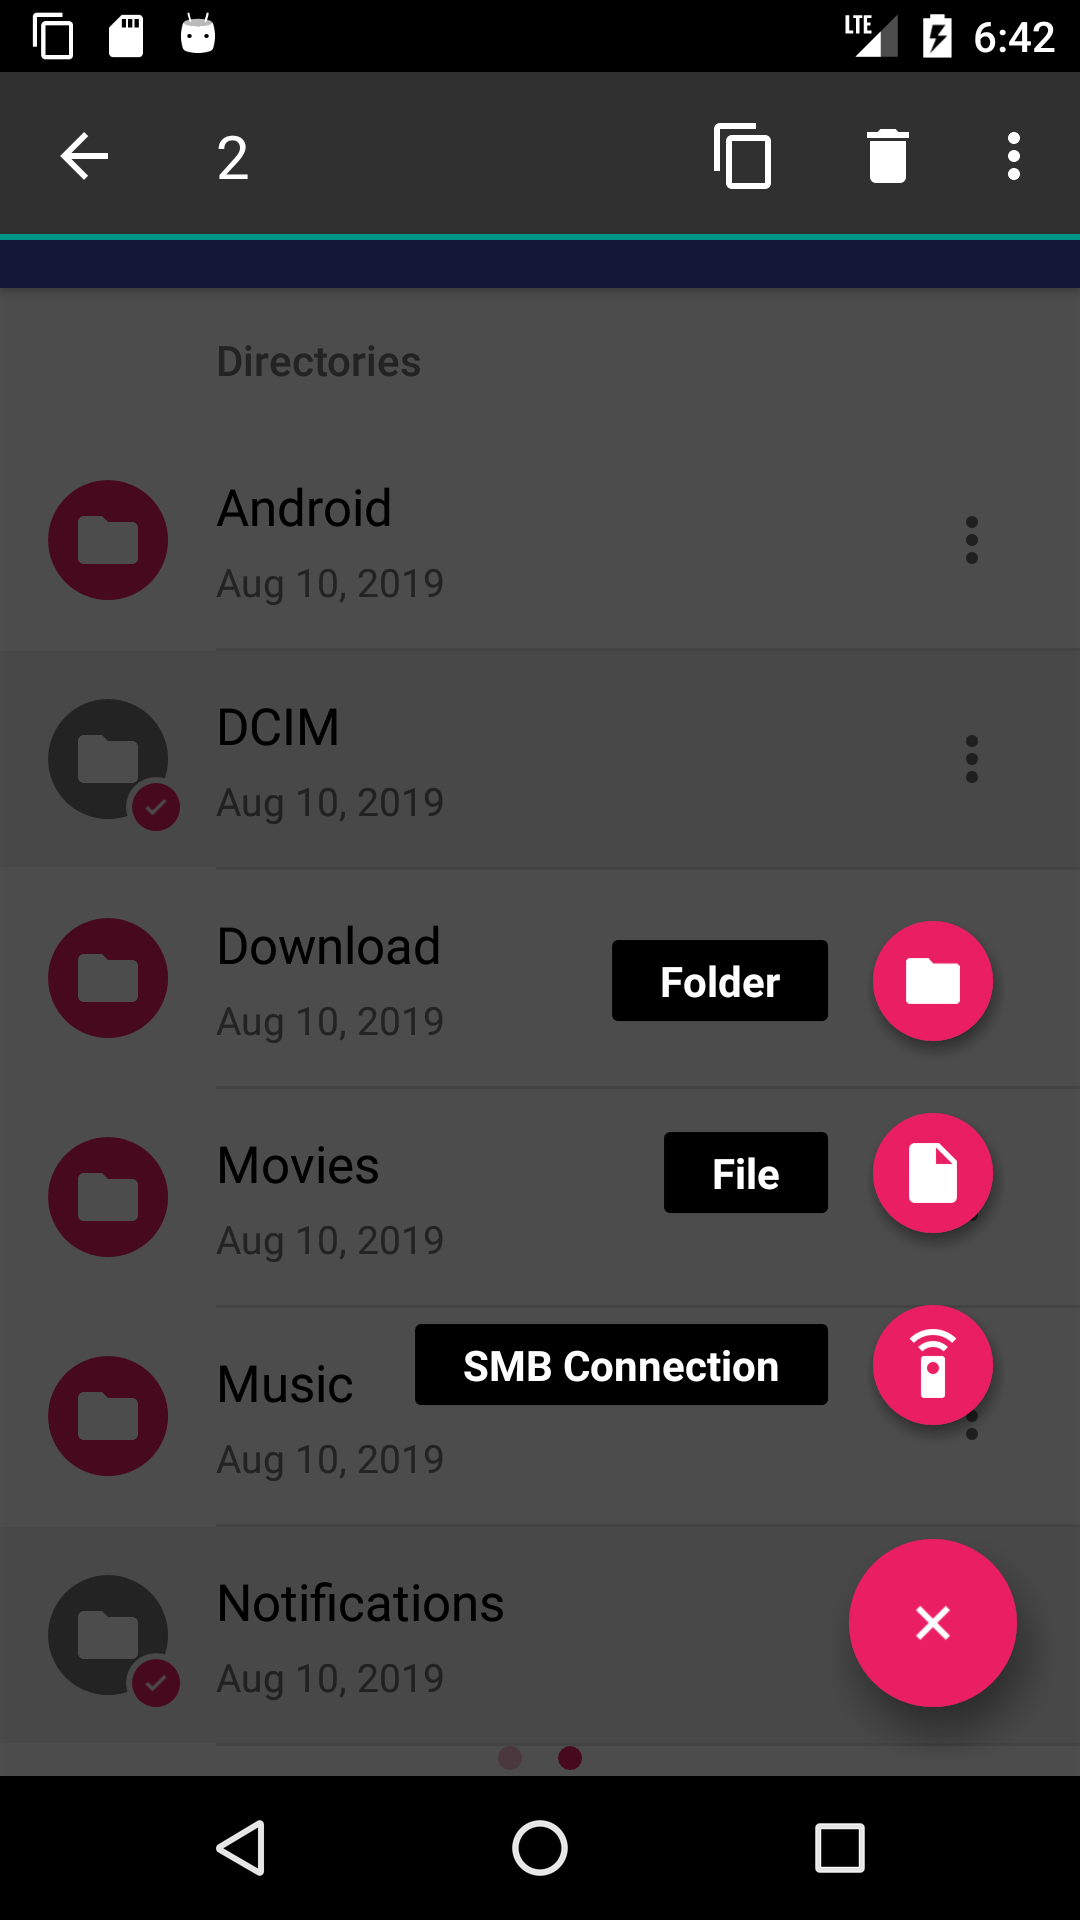 LTE 6:42
2
Directories
Android
Aug 10, 2019
DCIM
Aug 10, 2019
Download
Aug 10, 2019
Folder
Movies
Aug 10, 2019
File
Music
Aug 10, 2019
SMB Connection
Notifications
Aug 10, 2019